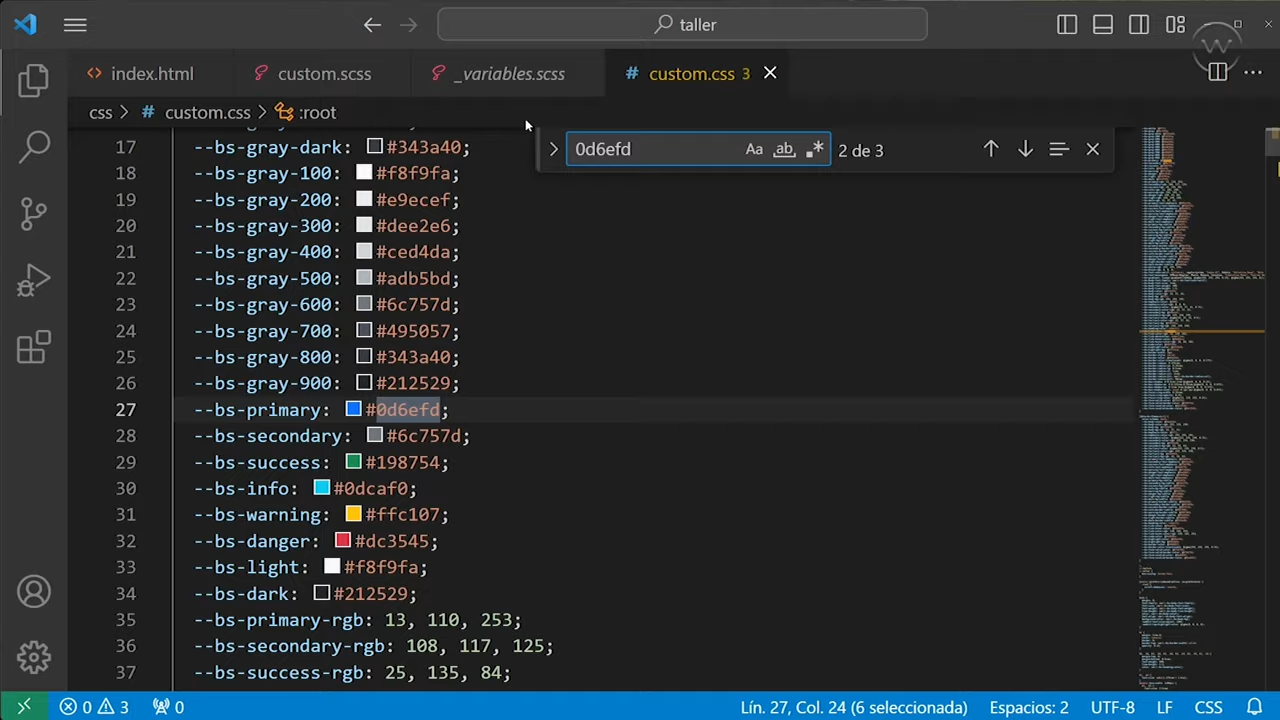 taller
W
index.html
custom.scss
_variables.scss
custom.css 3
css > # custom.css > :root
0d6efd Aa ab 2 de 3
17 --bs-gray-dark: #343a40;
18 --bs-gray-100: #f8f9fa;
19 --bs-gray-200: #e9ecef;
20 --bs-gray-300: #dee2e6;
21 --bs-gray-400: #ced4da;
22 --bs-gray-500: #adb5bd;
23 --bs-gray-600: #6c757d;
24 --bs-gray-700: #495057;
25 --bs-gray-800: #343a40;
26 --bs-gray-900: #212529;
27 --bs-primary: #0d6efd;
28 --bs-secondary: #6c757d;
29 --bs-success: #198754;
30 --bs-info: #0dcaf0;
31 --bs-warning: #ffc107;
32 --bs-danger: #dc3545;
33 --bs-light: #f8f9fa;
34 --bs-dark: #212529;
35 --bs-primary-rgb: 13, 110, 253;
36 --bs-secondary-rgb: 108, 117, 125;
37 --bs-success-rgb: 25, 135, 84;
0 3 0 Lín. 27, Col. 24 (6 seleccionada) Espacios: 2 UTF-8 LF CSS